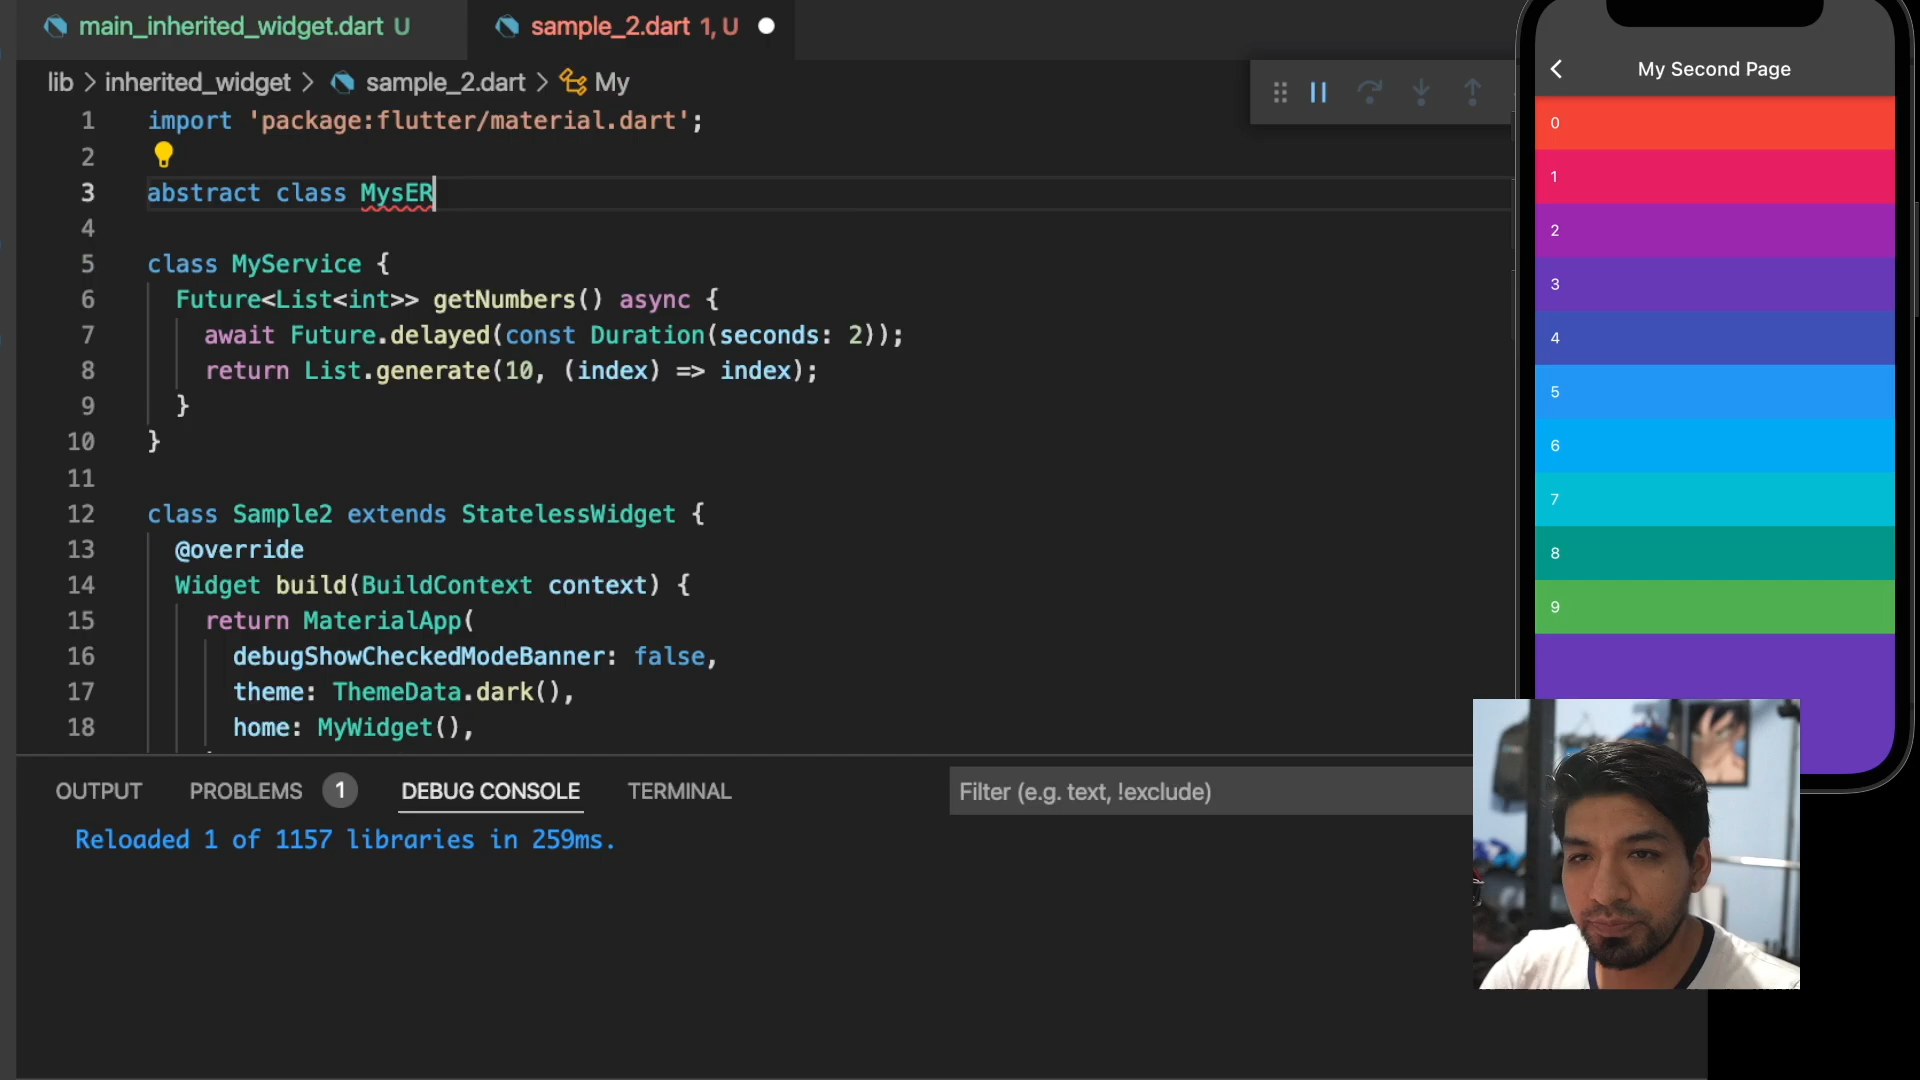 main_inherited_widget.dart U
sample_2.dart 1, U
lib > inherited_widget > sample_2.dart > My
1 import 'package:flutter/material.dart';
2
3 abstract class MysER
4
5 class MyService {
6 Future<List<int>> getNumbers() async {
7 await Future.delayed(const Duration(seconds: 2));
8 return List.generate(10, (index) => index);
9 }
10 }
11
12 class Sample2 extends StatelessWidget {
13 @override
14 Widget build(BuildContext context) {
15 return MaterialApp(
16 debugShowCheckedModeBanner: false,
17 theme: ThemeData.dark(),
18 home: MyWidget(),
OUTPUT PROBLEMS 1 DEBUG CONSOLE TERMINAL Filter (e.g. text, !exclude)
Reloaded 1 of 1157 libraries in 259ms.
My Second Page
0
1
2
3
4
5
6
7
8
9